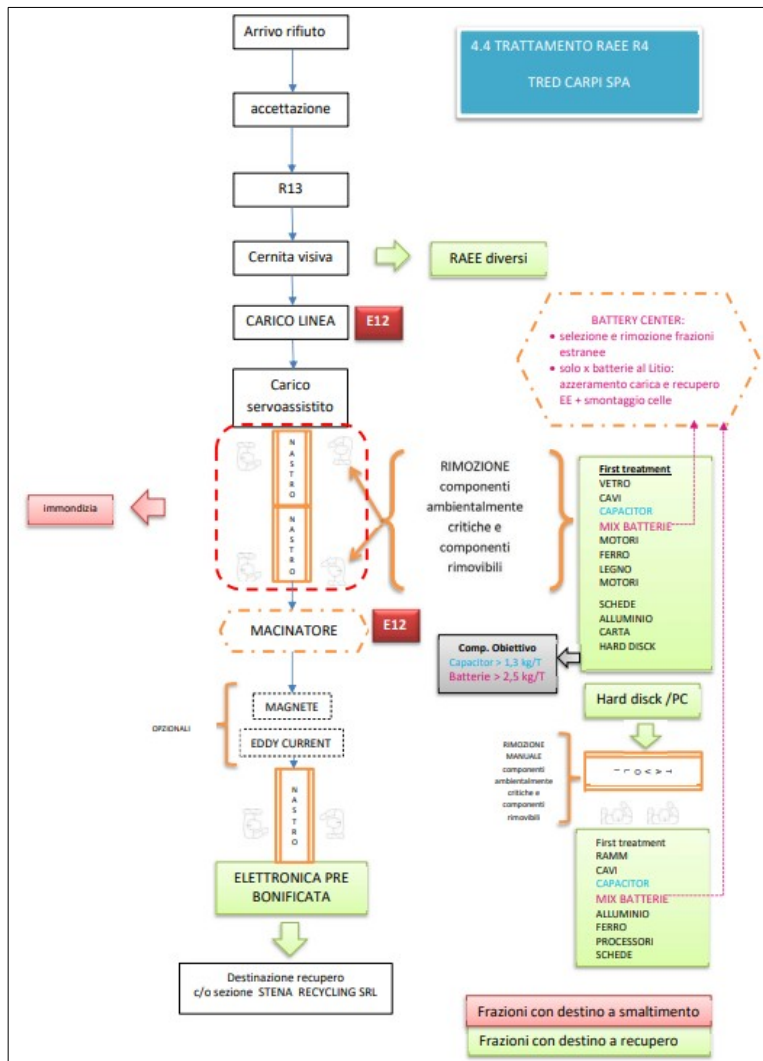 Arrivo rifiuto
4.4 TRATTAMENTO RAEE R4
TRED CARPI SPA
accettazione
R13
Cernita visiva
RAEE diversi
CARICO LINEA
E12
BATTERY CENTER:
• selezione e rimozione frazioni
estranee
• solo x batterie al Litio:
azzeramento carica e recupero
EE + smontaggio celle
Carico
servoassistito
NASTRO
NASTRO
immondizia
RIMOZIONE
componenti
ambientalmente
critiche e
componenti
rimovibili
First treatment
VETRO
CAVI
CAPACITOR
MIX BATTERIE
MOTORI
FERRO
LEGNO
MOTORI
SCHEDE
ALLUMINIO
CARTA
HARD DISCK
MACINATORE
E12
Comp. Obiettivo
Capacitor > 1,3 kg/T
Batterie > 2,5 kg/T
OPZIONALI
MAGNETE
EDDY CURRENT
Hard disck /PC
RIMOZIONE
MANUALE
componenti
ambientalmente
critiche e
componenti
rimovibili
TAVOLI
NASTRO
First treatment
RAMM
CAVI
CAPACITOR
MIX BATTERIE
ALLUMINIO
FERRO
PROCESSORI
SCHEDE
ELETTRONICA PRE
BONIFICATA
Destinazione recupero
c/o sezione STENA RECYCLING SRL
Frazioni con destino a smaltimento
Frazioni con destino a recupero